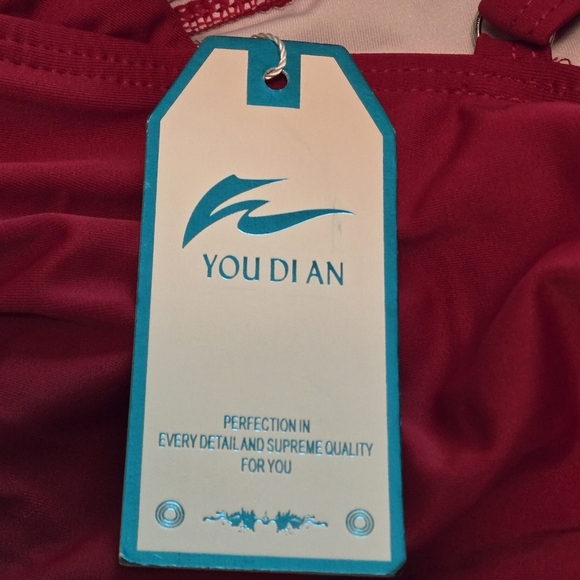 YOU DI AN
PERFECTION IN
EVERY DETAIL AND SUPREME QUALITY
FOR YOU